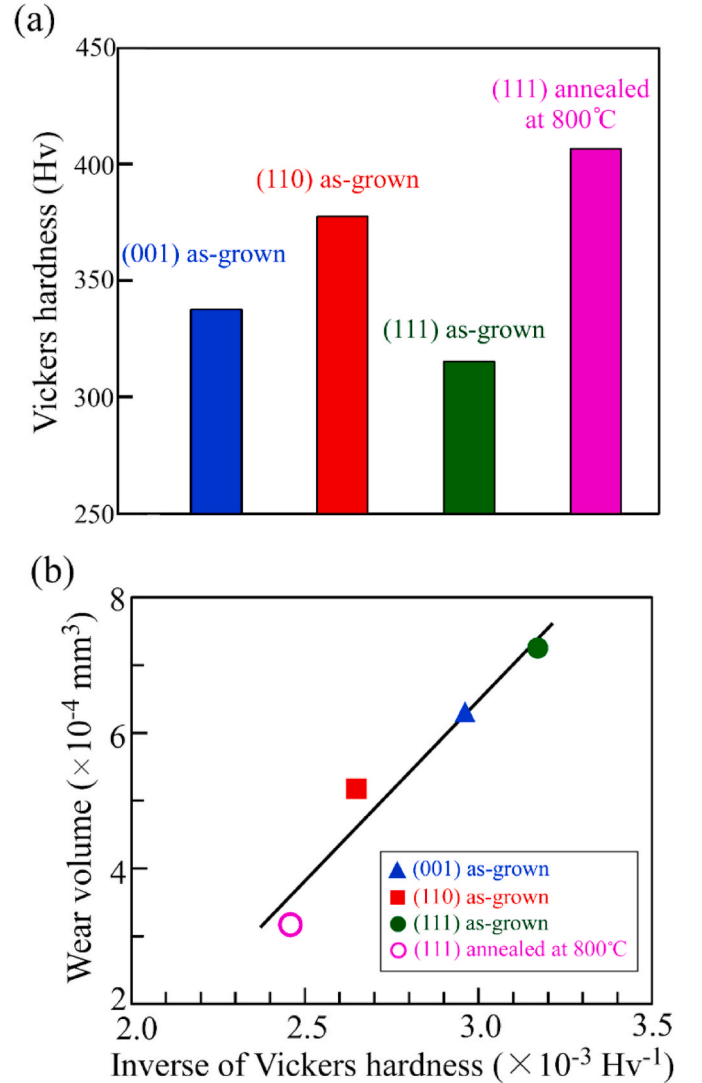 (a)
450
400
350
300
250
Vickers hardness (Hv)
(001) as-grown
(110) as-grown
(111) as-grown
(111) annealed
at 800℃
(b)
8
6
4
2
Wear volume (×10⁻⁴ mm³)
(001) as-grown
(110) as-grown
(111) as-grown
(111) annealed at 800℃
2.0 2.5 3.0 3.5
Inverse of Vickers hardness (×10⁻³ Hv⁻¹)